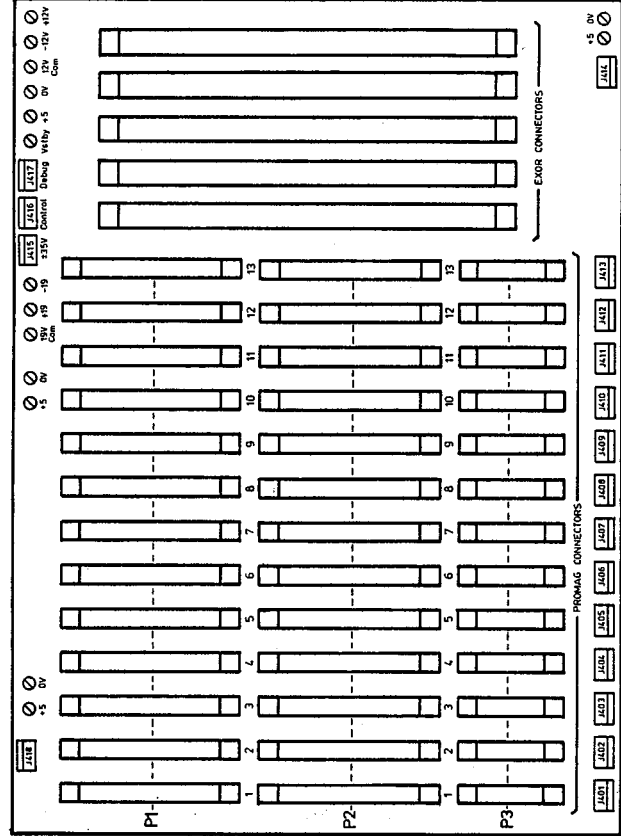 J418
+5 0V
+5 0V
19V Com
+19
-19
J415
±35V
J416
Control
J417
Debug
Vstby
+5
0V
12V Com
-12V
+12V
P1
1 2 3 4 5 6 7 8 9 10 11 12 13
P2
1 2 3 4 5 6 7 8 9 10 11 12 13
P3
PROMAG CONNECTORS
EXOR CONNECTORS
J401 J402 J403 J404 J405 J406 J407 J408 J409 J410 J411 J412 J413
J414
+5 0V